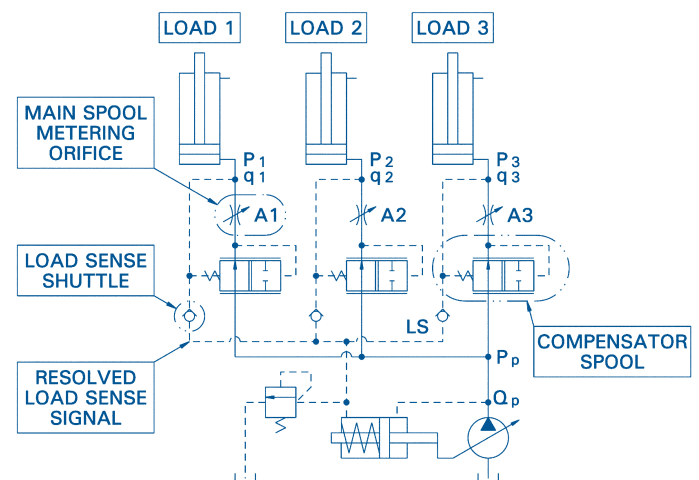 LOAD 1
LOAD 2
LOAD 3
MAIN SPOOL
METERING
ORIFICE
P1
q1
P2
q2
P3
q3
A1
A2
A3
LOAD SENSE
SHUTTLE
LS
COMPENSATOR
SPOOL
Pp
RESOLVED
LOAD SENSE
SIGNAL
Qp